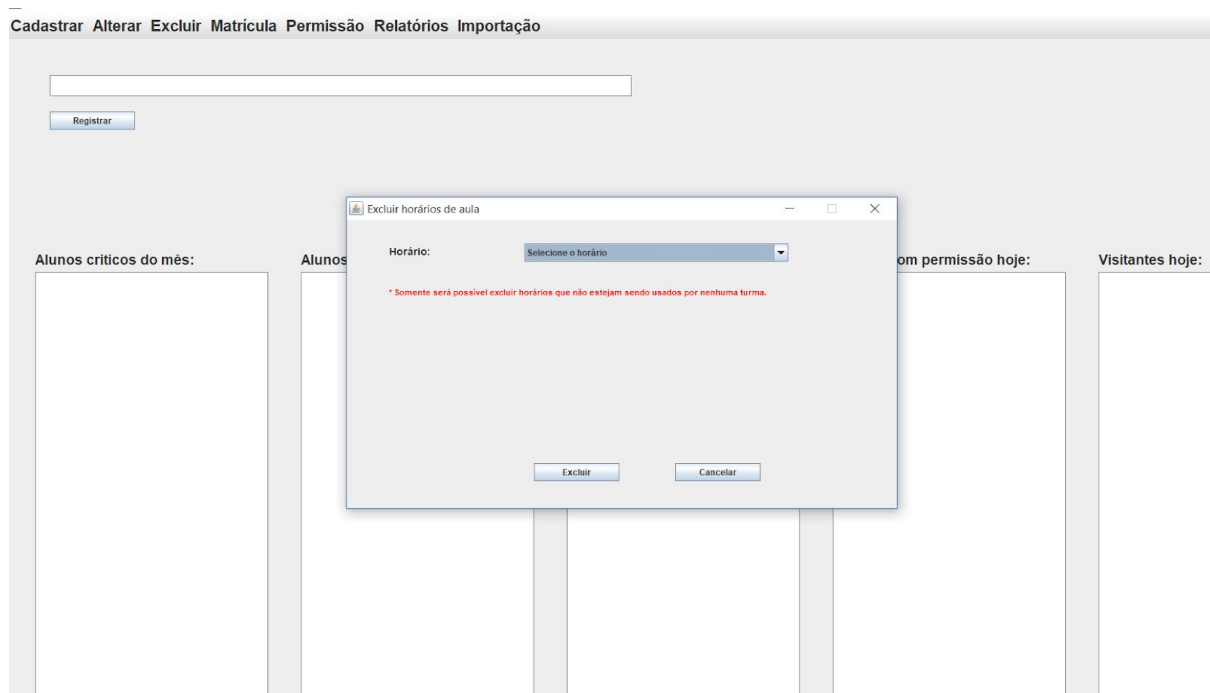 Cadastrar Alterar Excluir Matrícula Permissão Relatórios Importação
Registrar
Excluir horários de aula
Horário: Selecione o horário
* Somente será possível excluir horários que não estejam sendo usados por nenhuma turma.
Excluir Cancelar
Alunos criticos do mês: Alunos om permissão hoje: Visitantes hoje: